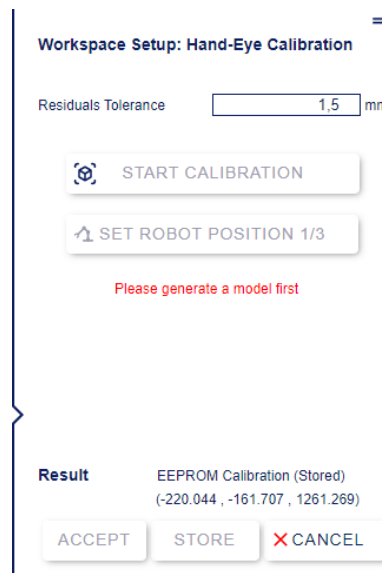 Workspace Setup: Hand-Eye Calibration
Residuals Tolerance 1,5 mm
START CALIBRATION
SET ROBOT POSITION 1/3
Please generate a model first
Result EEPROM Calibration (Stored)
(-220.044 , -161.707 , 1261.269)
ACCEPT STORE CANCEL